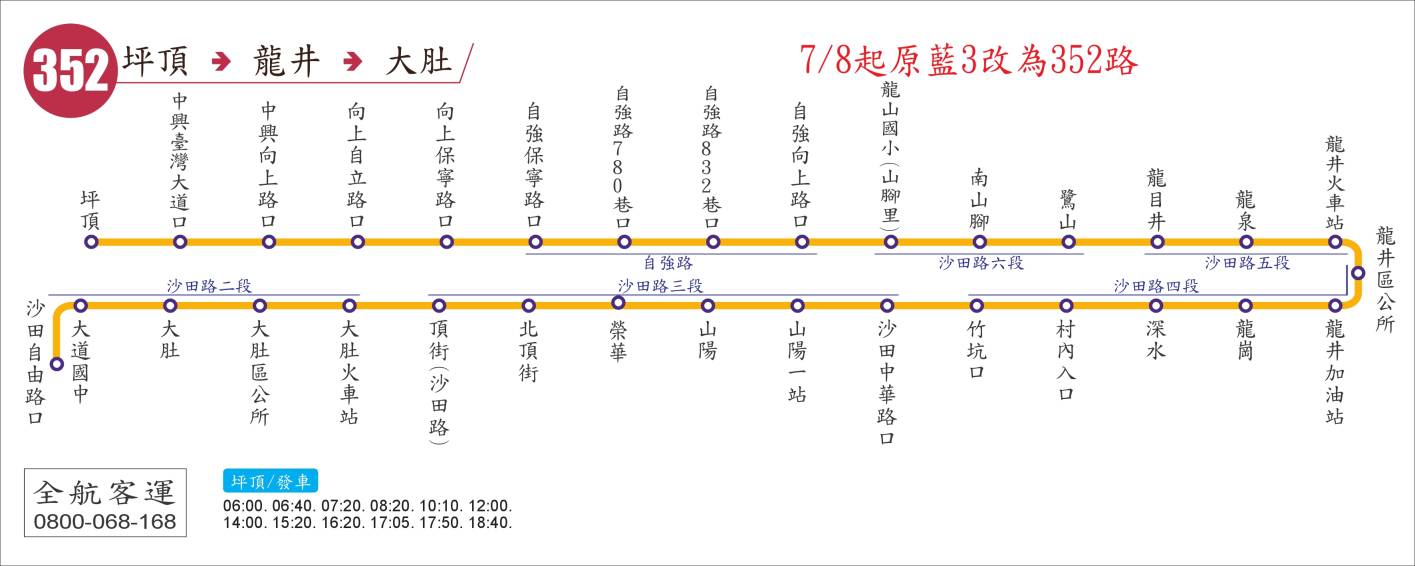 352
坪頂 ➔ 龍井 ➔ 大肚
7/8起原藍3改為352路
坪頂
中興臺灣大道口
中興向上路口
向上自立路口
向上保寧路口
自強保寧路口
自強路780巷口
自強路832巷口
自強向上路口
龍山國小(山腳里)
南山腳
鷺山
龍目井
龍泉
龍井火車站
龍井區公所
自強路
沙田路六段
沙田路五段
沙田路二段
沙田路三段
沙田路四段
沙田自由路口
大道國中
大肚
大肚區公所
大肚火車站
頂街(沙田路)
北頂街
榮華
山陽
山陽一站
沙田中華路口
竹坑口
村內入口
深水
龍崗
龍井加油站
全航客運
0800-068-168
坪頂/發車
06:00. 06:40. 07:20. 08:20. 10:10. 12:00.
14:00. 15:20. 16:20. 17:05. 17:50. 18:40.